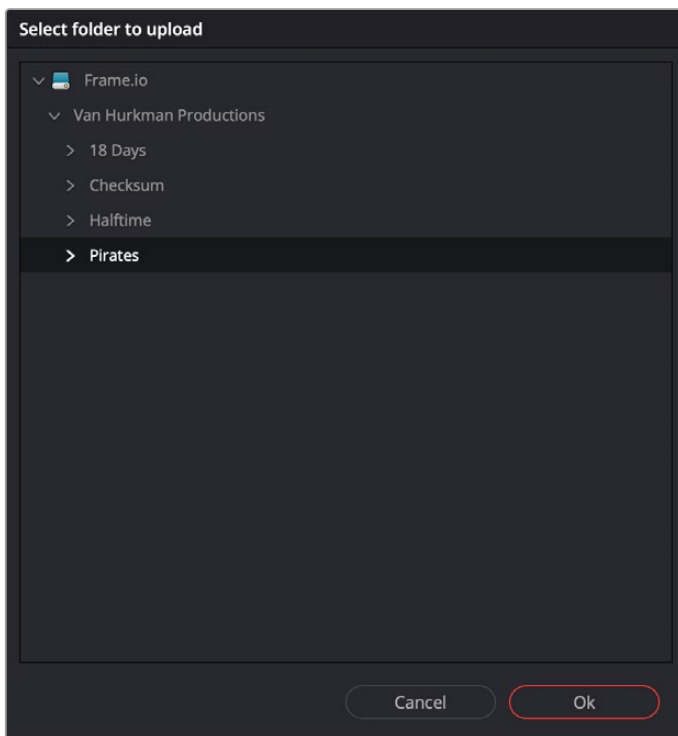 Select folder to upload
Frame.io
Van Hurkman Productions
18 Days
Checksum
Halftime
Pirates
Cancel Ok